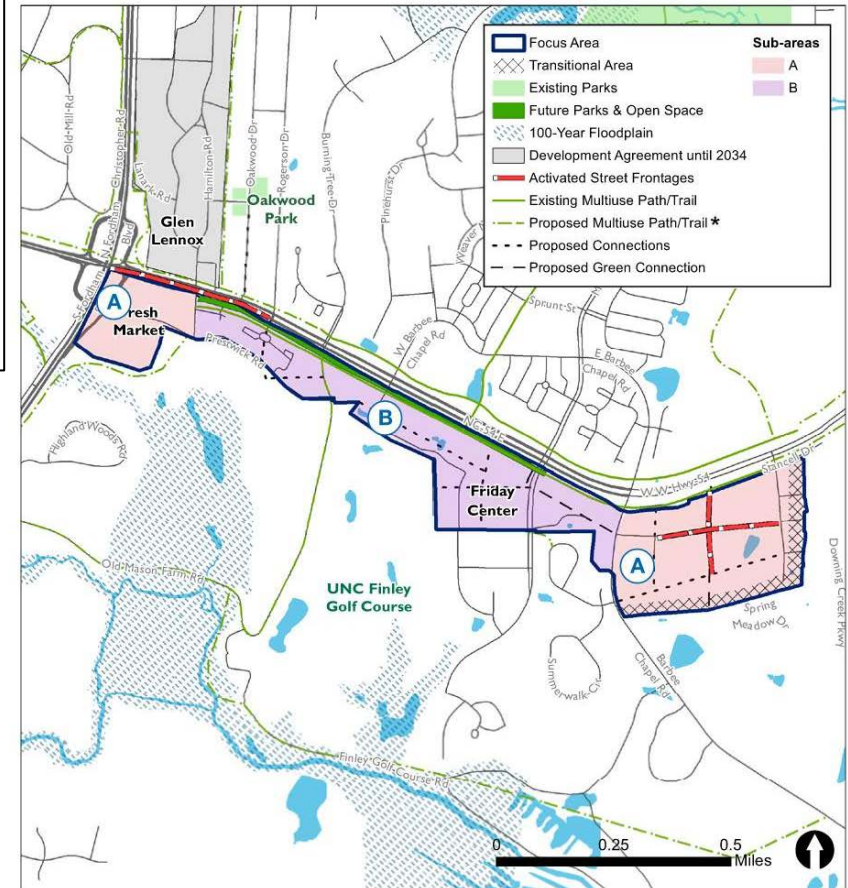 Focus Area
Transitional Area
Existing Parks
Future Parks & Open Space
100-Year Floodplain
Development Agreement until 2034
Activated Street Frontages
Existing Multiuse Path/Trail
Proposed Multiuse Path/Trail *
Proposed Connections
Proposed Green Connection
Sub-areas
A
B
Old-Mill-Rd
Christopher-Rd
Lanark-Rd
Hamilton-Rd
Oakwood-Dr
Rogerson-Dr
Burning-Tree-Dr
Pinehurst Dr
Oakwood
Park
Glen
Lennox
N Fordham
Blvd
S-Fordham
A
Fresh
Market
Prestwick Rd
W Barbee
Chapel Rd
Sprunt-St
E Barbee
Chapel Rd
B
NC-54-E
W W Hwy-54
Stancell Dr
Friday
Center
A
Highland Woods Rd
Old-Mason-Farm-Rd
UNC Finley
Golf Course
Spring
Meadow Dr
Downing Creek Pkwy
Barbee
Chapel Rd
Summerwalk-Cir
Finley Golf-Course Rd
0
0.25
0.5
Miles